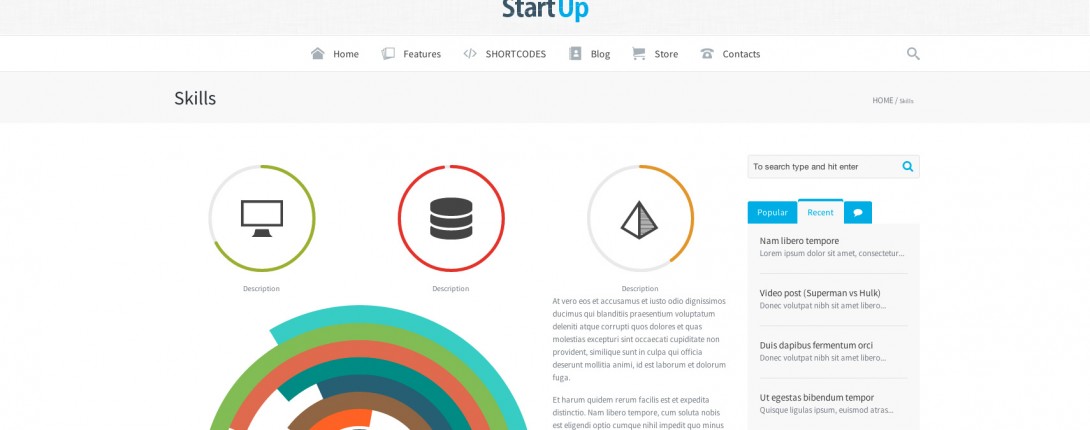 StartUp
Home Features SHORTCODES Blog Store Contacts
Skills
HOME / Skills
To search type and hit enter
Popular Recent
Nam libero tempore
Lorem ipsum dolor sit amet, consectetur...
Video post (Superman vs Hulk)
Donec volutpat nibh sit amet libero...
Duis dapibus fermentum orci
Donec volutpat nibh sit amet libero...
Ut egestas bibendum tempor
Quisque ligulas ipsum, euismod atras...
Description
Description
Description
At vero eos et accusamus et iusto odio dignissimos
ducimus qui blanditiis praesentium voluptatum
deleniti atque corrupti quos dolores et quas
molestias excepturi sint occaecati cupiditate non
provident, similique sunt in culpa qui officia
deserunt mollitia animi, id est laborum et dolorum
fuga.
Et harum quidem rerum facilis est et expedita
distinctio. Nam libero tempore, cum soluta nobis
est eligendi optio cumque nihil impedit quo minus